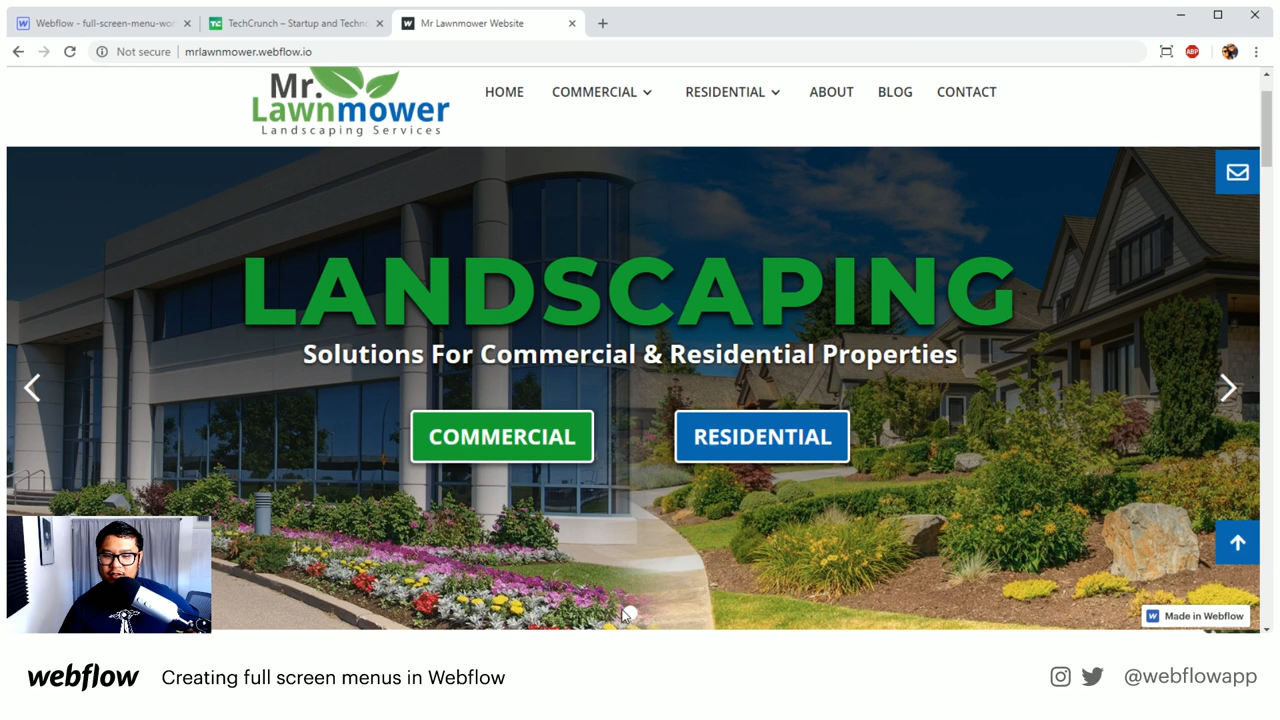 Webflow - full-screen-menu-wor
TechCrunch – Startup and Techno
Mr Lawnmower Website
Not secure
mrlawnmower.webflow.io
ABP
Mr.
Lawnmower
Landscaping Services
HOME
COMMERCIAL
RESIDENTIAL
ABOUT
BLOG
CONTACT
LANDSCAPING
Solutions For Commercial & Residential Properties
COMMERCIAL
RESIDENTIAL
Made in Webflow
webflow
Creating full screen menus in Webflow
@webflowapp